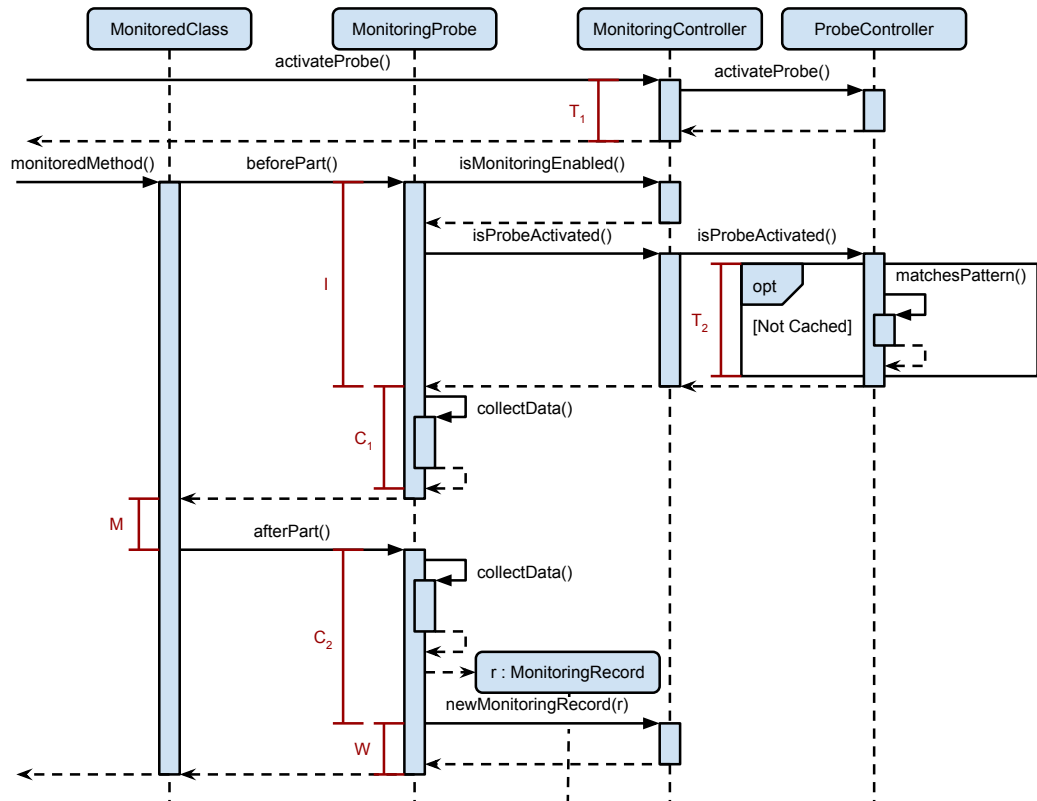 MonitoredClass
MonitoringProbe
MonitoringController
ProbeController
activateProbe()
activateProbe()
T1
monitoredMethod()
beforePart()
isMonitoringEnabled()
isProbeActivated()
isProbeActivated()
I
T2
opt
matchesPattern()
[Not Cached]
C1
collectData()
M
afterPart()
collectData()
C2
r : MonitoringRecord
newMonitoringRecord(r)
W